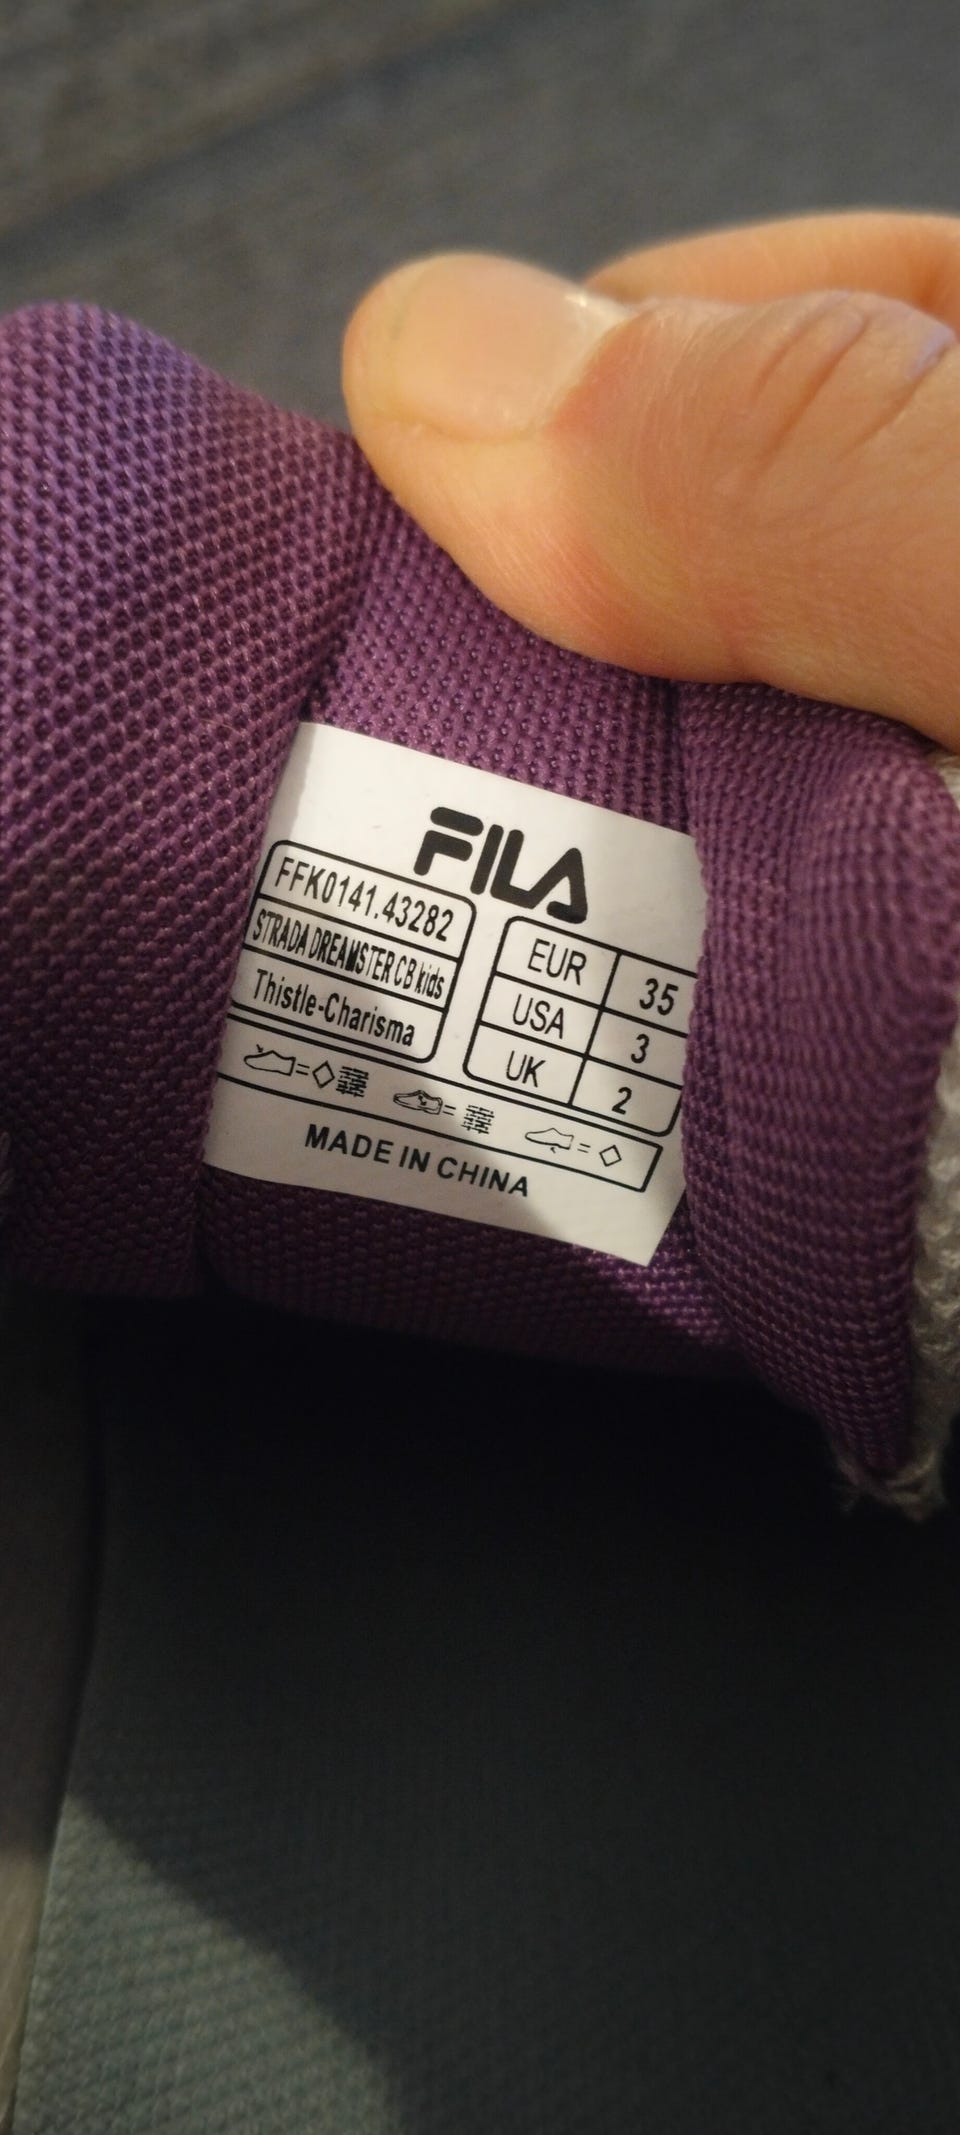 FILA
FFK0141.43282
STRADA DREAMSTER CB kids
Thistle-Charisma
EUR 35
USA 3
UK 2
MADE IN CHINA